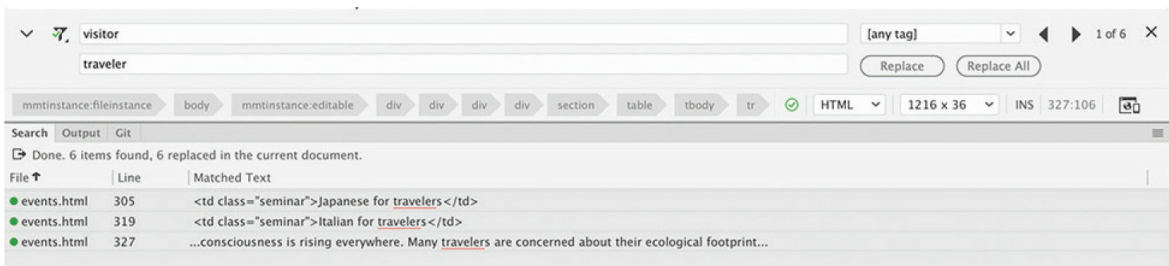 visitor [any tag] 1 of 6
traveler Replace Replace All
mmtinstance:fileinstance body mmtinstance:editable div div div div section table tbody tr HTML 1216 x 36 INS 327:106
Search Output Git
Done. 6 items found, 6 replaced in the current document.
File Line Matched Text
events.html 305 <td class="seminar">Japanese for travelers</td>
events.html 319 <td class="seminar">Italian for travelers</td>
events.html 327 ...consciousness is rising everywhere. Many travelers are concerned about their ecological footprint...